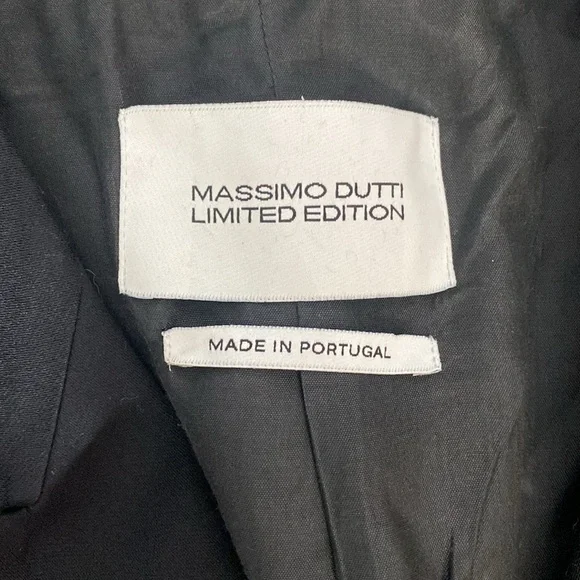 MASSIMO DUTTI
LIMITED EDITION
MADE IN PORTUGAL